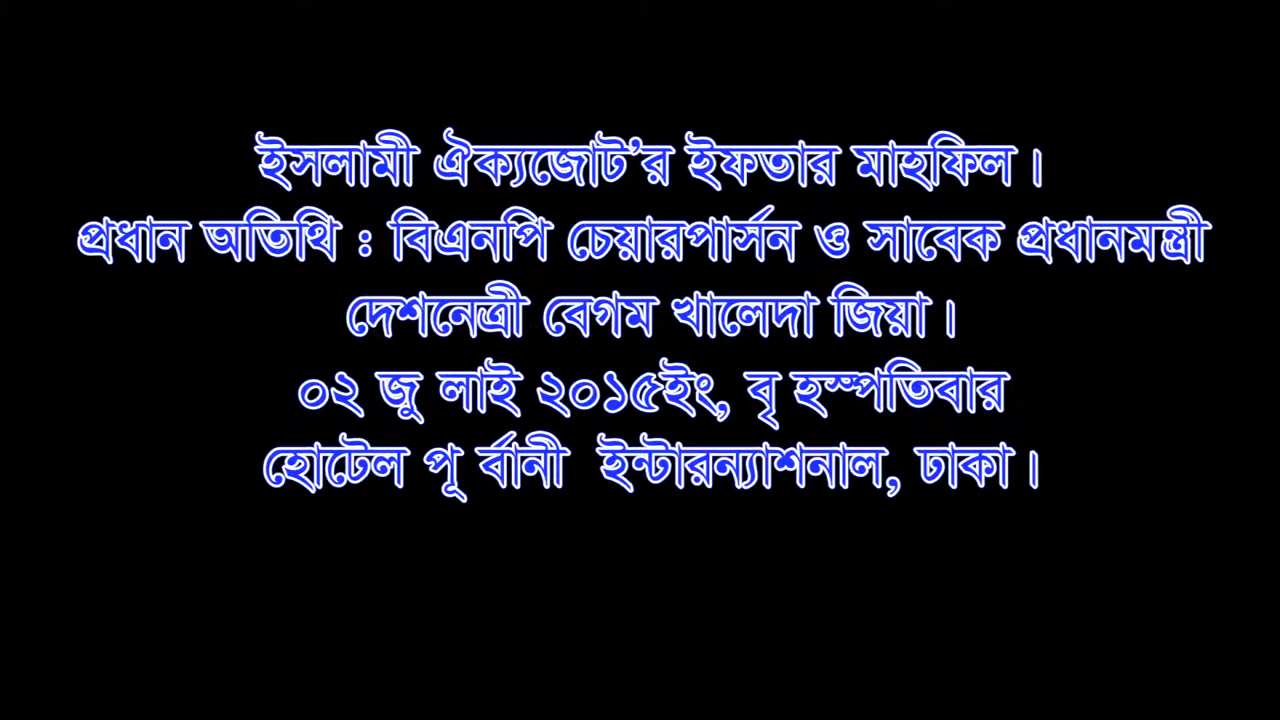 ইসলামী ঐক্যজোট’র ইফতার মাহফিল।
প্রধান অতিথি : বিএনপি চেয়ারপার্সন ও সাবেক প্রধানমন্ত্রী
দেশনেত্রী বেগম খালেদা জিয়া।
০২ জু লাই ২০১৫ইং, বৃ হস্পতিবার
হোটেল পূ র্বানী ইন্টারন্যাশনাল, ঢাকা।